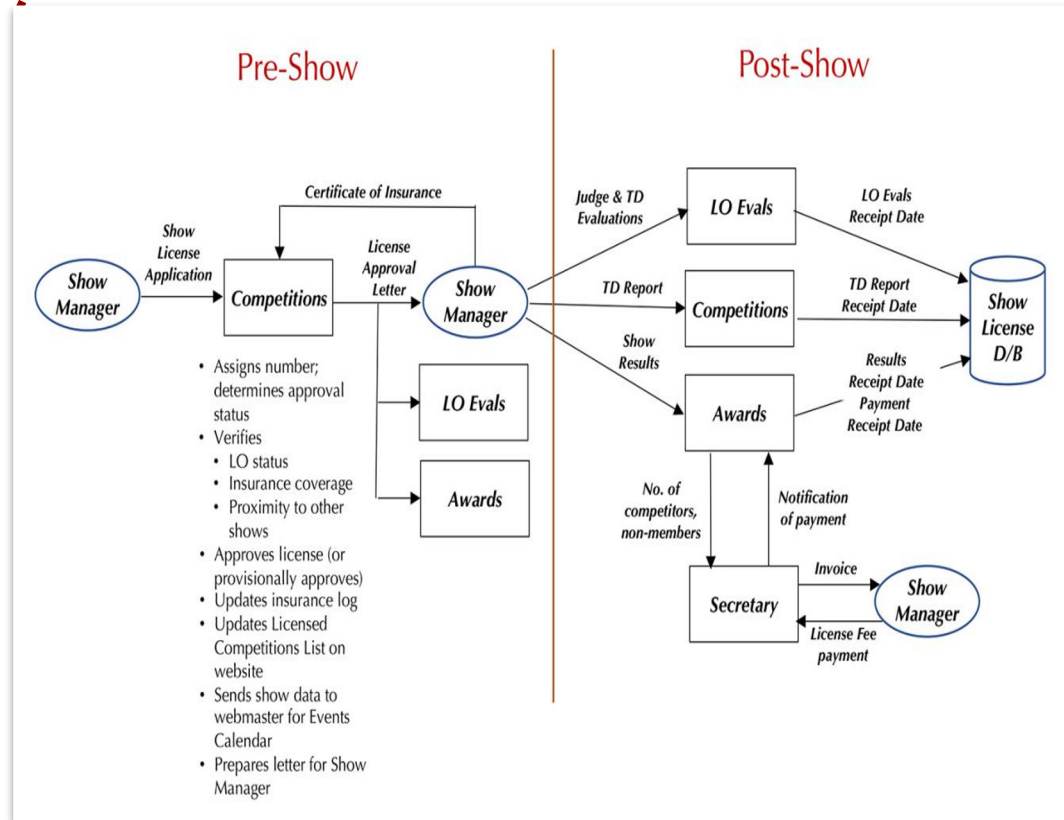 Pre-Show
Post-Show
Show
Manager
Show
License
Application
Competitions
Certificate of Insurance
License
Approval
Letter
Show
Manager
LO Evals
Awards
• Assigns number;
determines approval
status
• Verifies
• LO status
• Insurance coverage
• Proximity to other
shows
• Approves license (or
provisionally approves)
• Updates insurance log
• Updates Licensed
Competitions List on
website
• Sends show data to
webmaster for Events
Calendar
• Prepares letter for Show
Manager
Judge & TD
Evaluations
LO Evals
LO Evals
Receipt Date
TD Report
Competitions
TD Report
Receipt Date
Show
Results
Awards
Results
Receipt Date
Payment
Receipt Date
Show
License
D/B
No. of
competitors,
non-members
Notification
of payment
Secretary
Invoice
Show
Manager
License Fee
payment